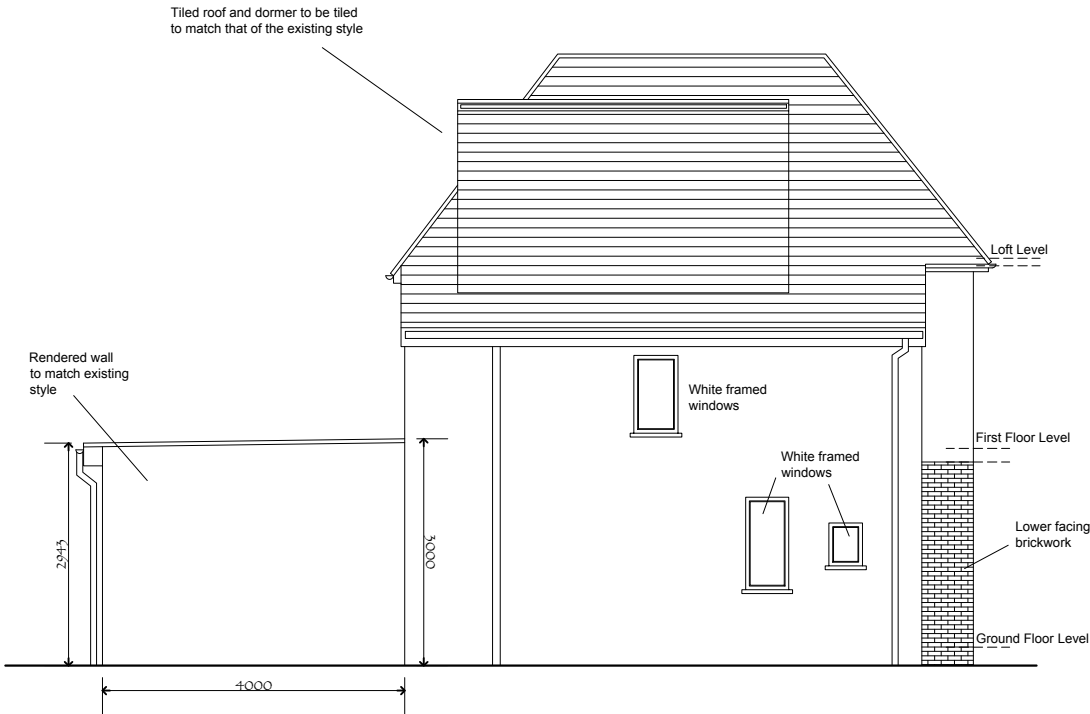 Tiled roof and dormer to be tiled
to match that of the existing style
Loft Level
Rendered wall
to match existing
style
White framed
windows
First Floor Level
White framed
windows
Lower facing
brickwork
2943
3000
Ground Floor Level
4000